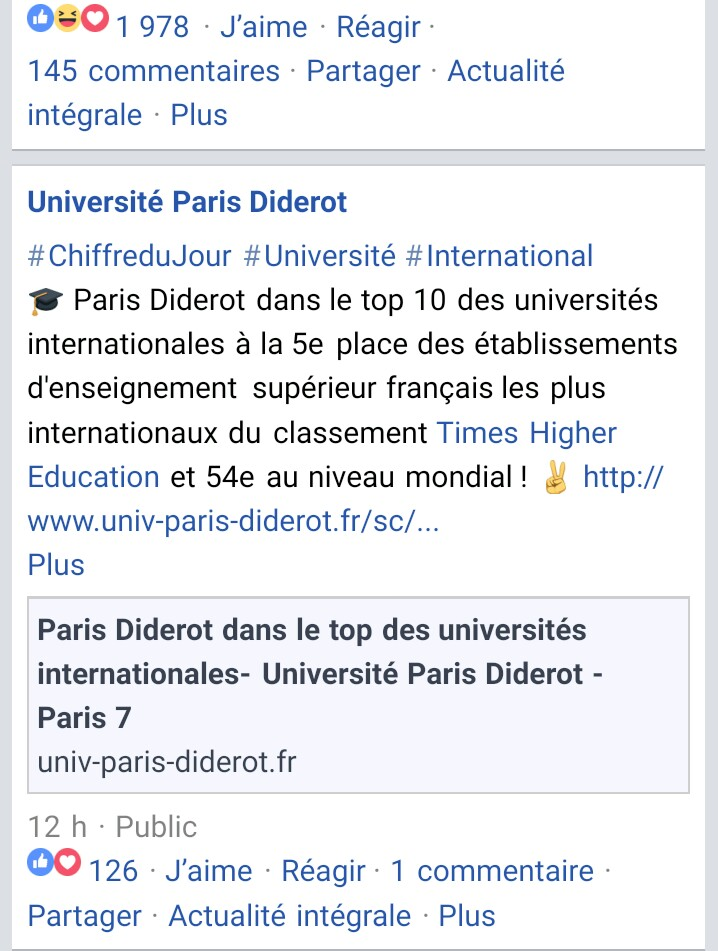 1 978 · J’aime · Réagir ·
145 commentaires · Partager · Actualité
intégrale · Plus
Université Paris Diderot
#ChiffreduJour #Université #International
🎓 Paris Diderot dans le top 10 des universités
internationales à la 5e place des établissements
d'enseignement supérieur français les plus
internationaux du classement Times Higher
Education et 54e au niveau mondial ! ✌ http://
www.univ-paris-diderot.fr/sc/...
Plus
Paris Diderot dans le top des universités
internationales- Université Paris Diderot -
Paris 7
univ-paris-diderot.fr
12 h · Public
126 · J’aime · Réagir · 1 commentaire ·
Partager · Actualité intégrale · Plus